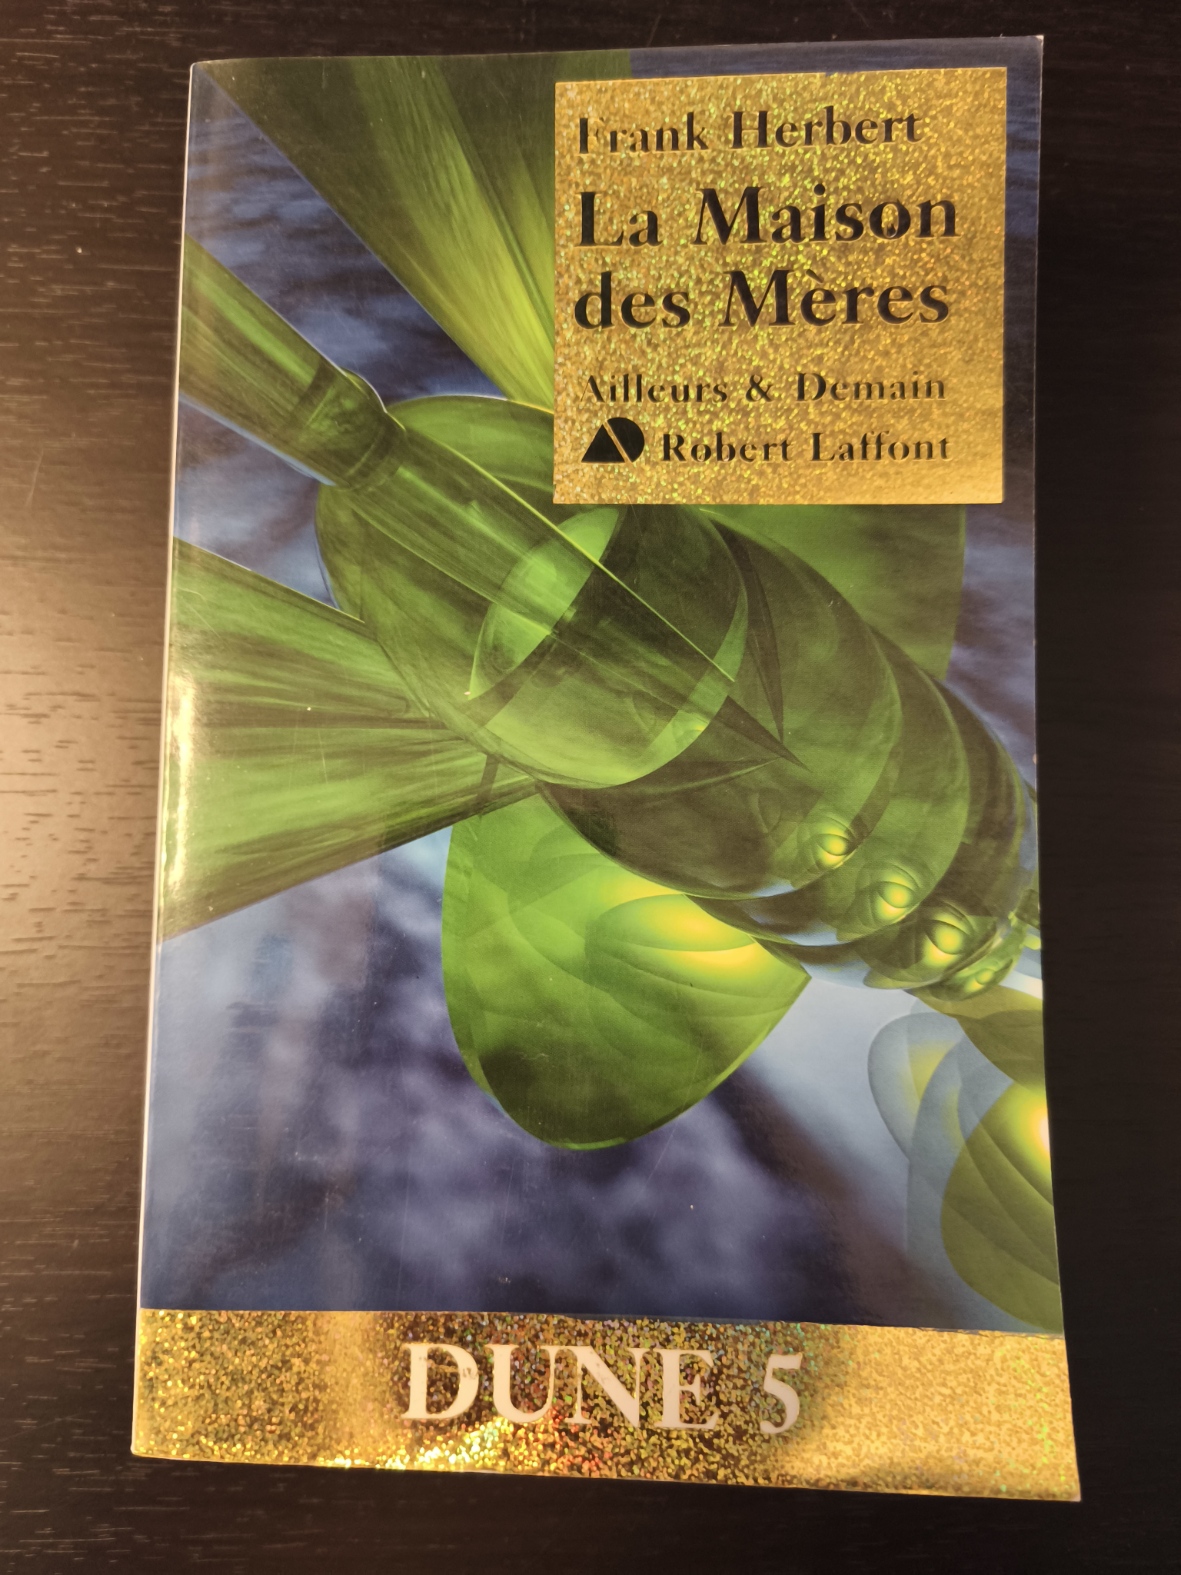 Frank Herbert
La Maison
des Mères
Ailleurs & Demain
Robert Laffont
DUNE 5